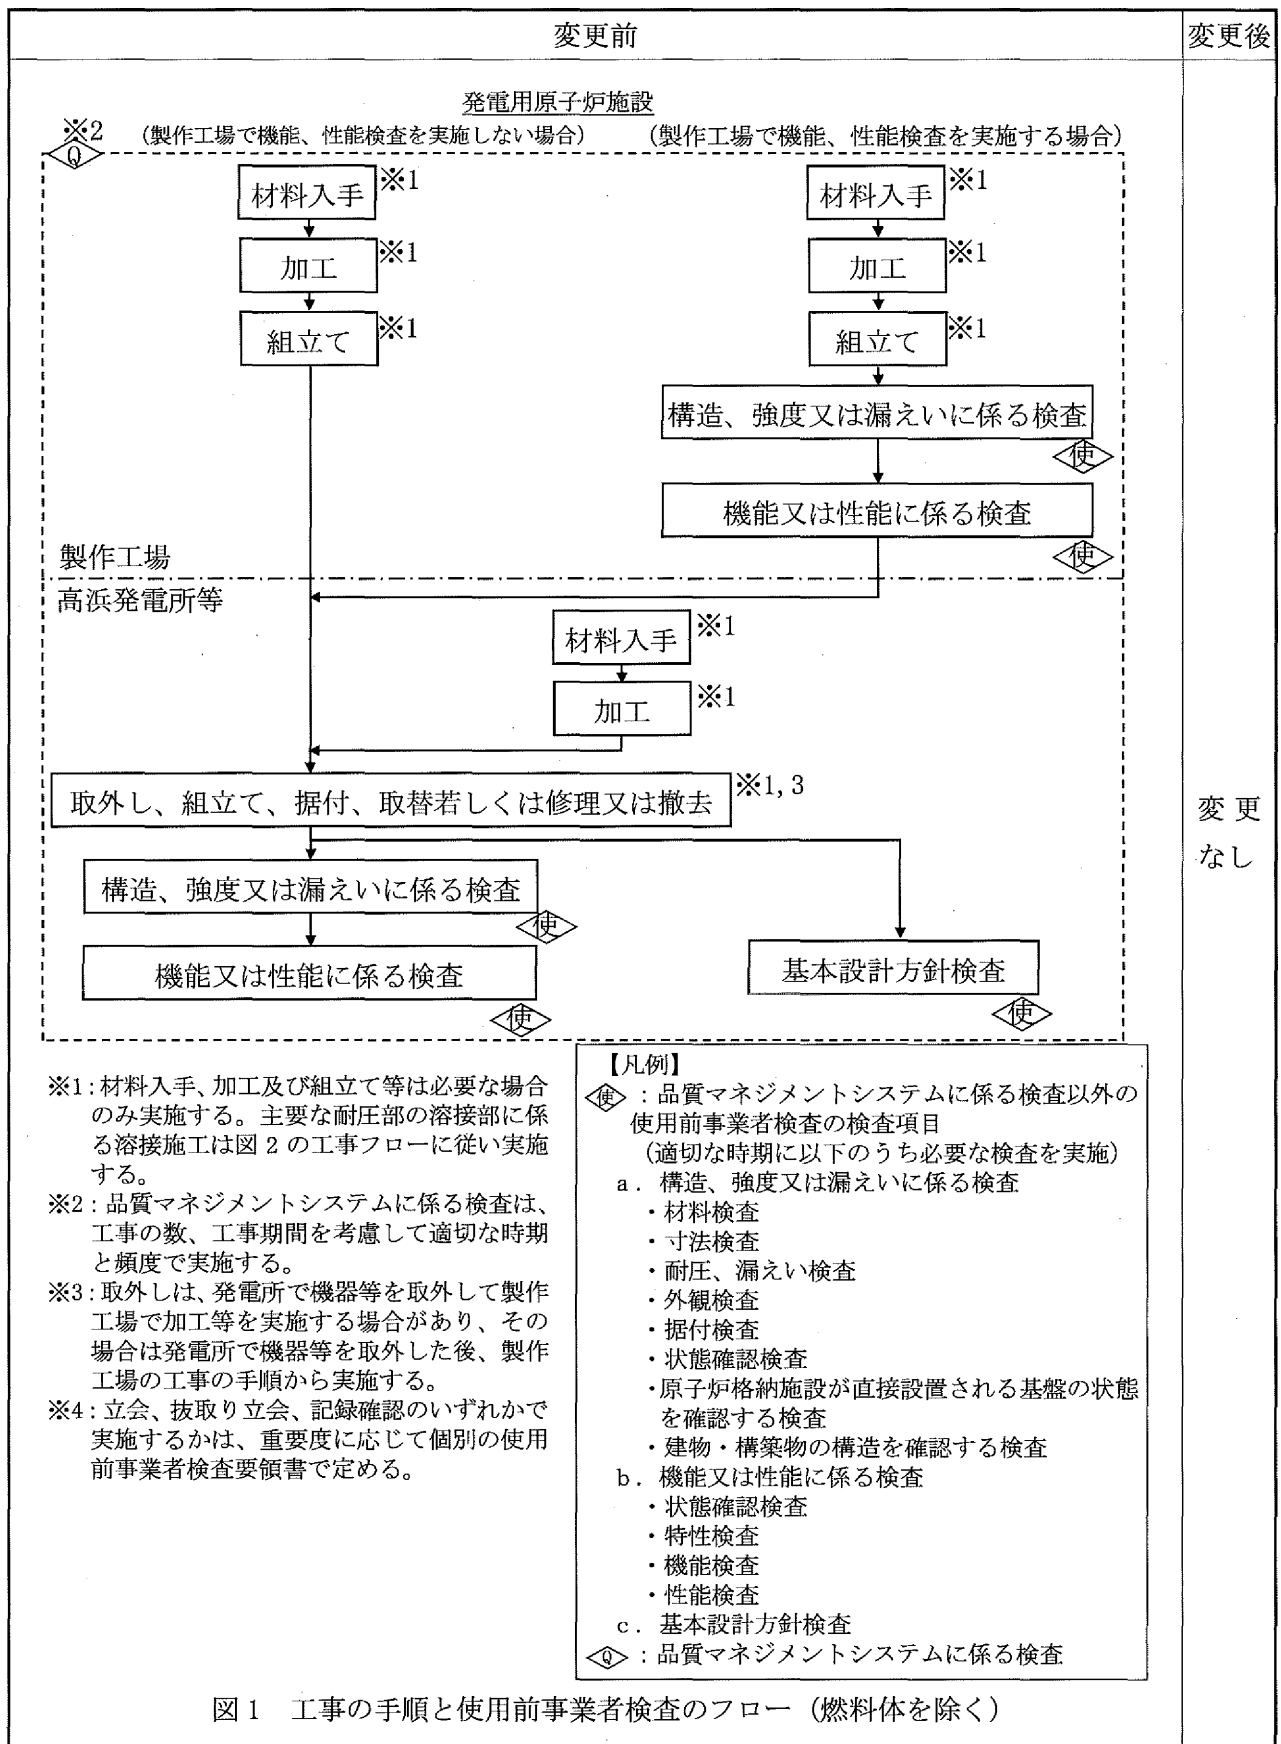 変更前
変更後
発電用原子炉施設
※2
(製作工場で機能、性能検査を実施しない場合)
(製作工場で機能、性能検査を実施する場合)
Q
材料入手
※1
加工
※1
組立て
※1
材料入手
※1
加工
※1
組立て
※1
構造、強度又は漏えいに係る検査
使
機能又は性能に係る検査
使
製作工場
高浜発電所等
材料入手
※1
加工
※1
取外し、組立て、据付、取替若しくは修理又は撤去
※1,3
構造、強度又は漏えいに係る検査
使
機能又は性能に係る検査
使
基本設計方針検査
使
変更
なし
※1:材料入手、加工及び組立て等は必要な場合
のみ実施する。主要な耐圧部の溶接部に係
る溶接施工は図2の工事フローに従い実施
する。
※2:品質マネジメントシステムに係る検査は、
工事の数、工事期間を考慮して適切な時期
と頻度で実施する。
※3:取外しは、発電所で機器等を取外して製作
工場で加工等を実施する場合があり、その
場合は発電所で機器等を取外した後、製作
工場の工事の手順から実施する。
※4:立会、抜取り立会、記録確認のいずれかで
実施するかは、重要度に応じて個別の使用
前事業者検査要領書で定める。
【凡例】
使:品質マネジメントシステムに係る検査以外の
使用前事業者検査の検査項目
(適切な時期に以下のうち必要な検査を実施)
a.構造、強度又は漏えいに係る検査
・材料検査
・寸法検査
・耐圧、漏えい検査
・外観検査
・据付検査
・状態確認検査
・原子炉格納施設が直接設置される基盤の状態
を確認する検査
・建物・構築物の構造を確認する検査
b.機能又は性能に係る検査
・状態確認検査
・特性検査
・機能検査
・性能検査
c.基本設計方針検査
Q:品質マネジメントシステムに係る検査
図1 工事の手順と使用前事業者検査のフロー(燃料体を除く)